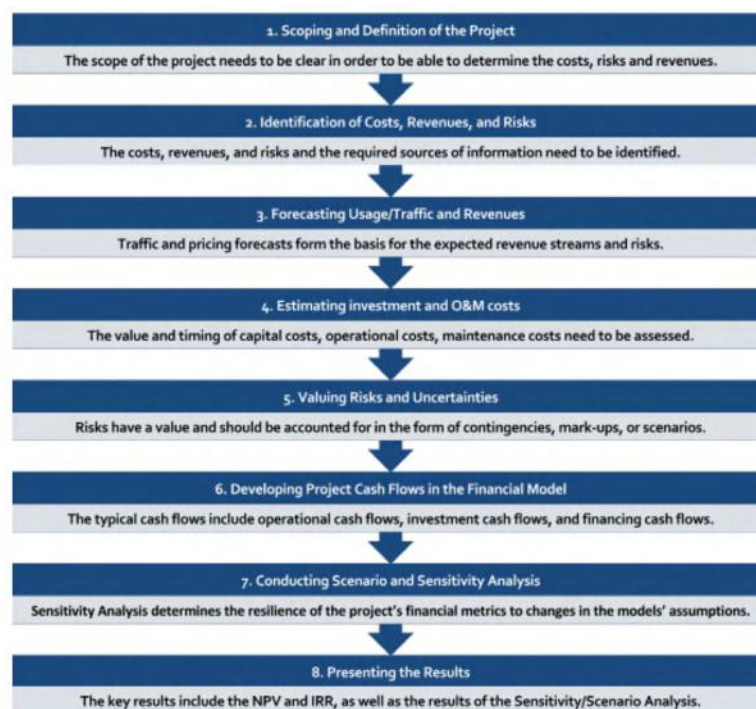 1. Scoping and Definition of the Project
The scope of the project needs to be clear in order to be able to determine the costs, risks and revenues.
2. Identification of Costs, Revenues, and Risks
The costs, revenues, and risks and the required sources of information need to be identified.
3. Forecasting Usage/Traffic and Revenues
Traffic and pricing forecasts form the basis for the expected revenue streams and risks.
4. Estimating investment and O&M costs
The value and timing of capital costs, operational costs, maintenance costs need to be assessed.
5. Valuing Risks and Uncertainties
Risks have a value and should be accounted for in the form of contingencies, mark-ups, or scenarios.
6. Developing Project Cash Flows in the Financial Model
The typical cash flows include operational cash flows, investment cash flows, and financing cash flows.
7. Conducting Scenario and Sensitivity Analysis
Sensitivity Analysis determines the resilience of the project's financial metrics to changes in the models' assumptions.
8. Presenting the Results
The key results include the NPV and IRR, as well as the results of the Sensitivity/Scenario Analysis.